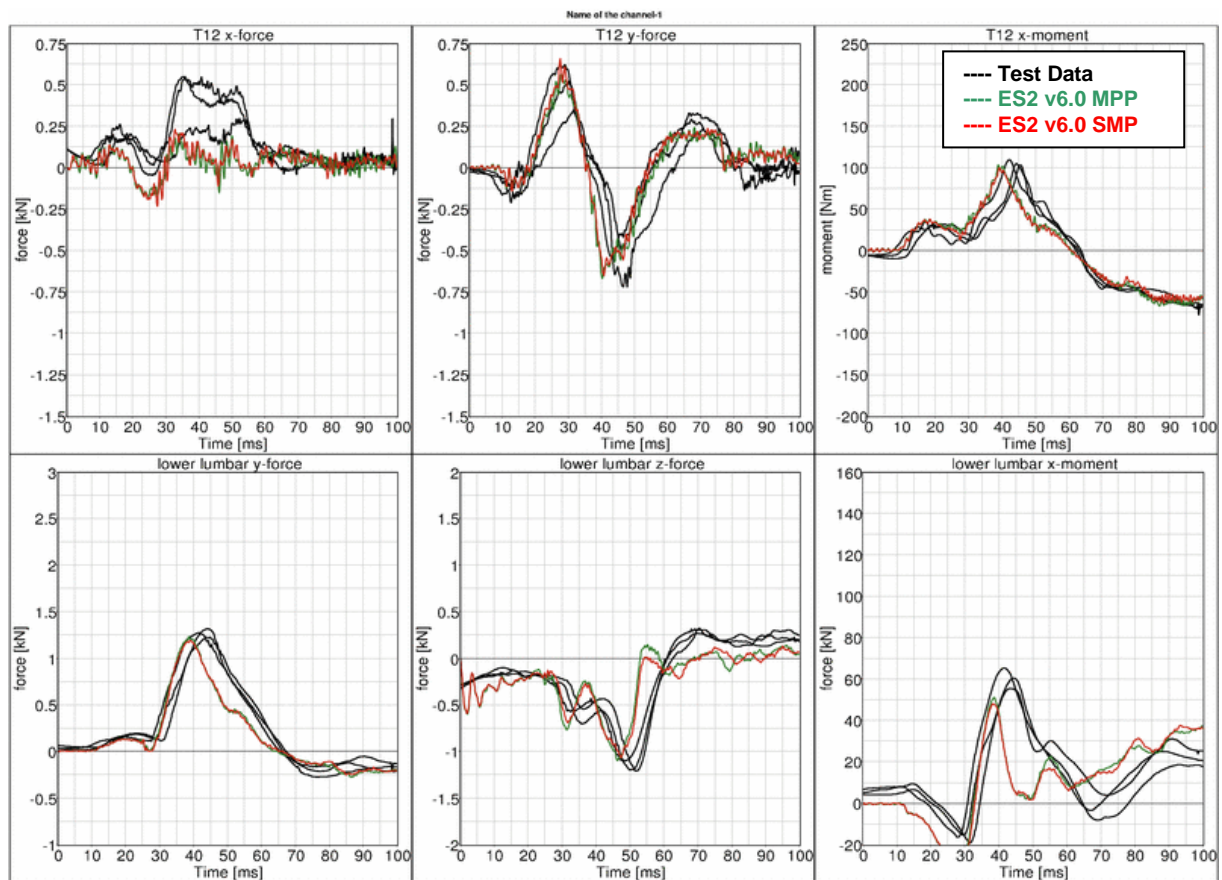 Name of the channel-1
T12 x-force
0.75
0.5
0.25
0
-0.25
-0.5
-0.75
-1
-1.25
-1.5
force [kN]
0 10 20 30 40 50 60 70 80 90 100
Time [ms]
T12 y-force
0.75
0.5
0.25
0
-0.25
-0.5
-0.75
-1
-1.25
-1.5
force [kN]
0 10 20 30 40 50 60 70 80 90 100
Time [ms]
T12 x-moment
250
200
150
100
50
0
-50
-100
-150
-200
moment [Nm]
0 10 20 30 40 50 60 70 80 90 100
Time [ms]
---- Test Data
---- ES2 v6.0 MPP
---- ES2 v6.0 SMP
lower lumbar y-force
3
2.5
2
1.5
1
0.5
0
-0.5
-1
force [kN]
0 10 20 30 40 50 60 70 80 90 100
Time [ms]
lower lumbar z-force
2
1.5
1
0.5
0
-0.5
-1
-1.5
-2
force [kN]
0 10 20 30 40 50 60 70 80 90 100
Time [ms]
lower lumbar x-moment
160
140
120
100
80
60
40
20
0
-20
force [kN]
0 10 20 30 40 50 60 70 80 90 100
Time [ms]